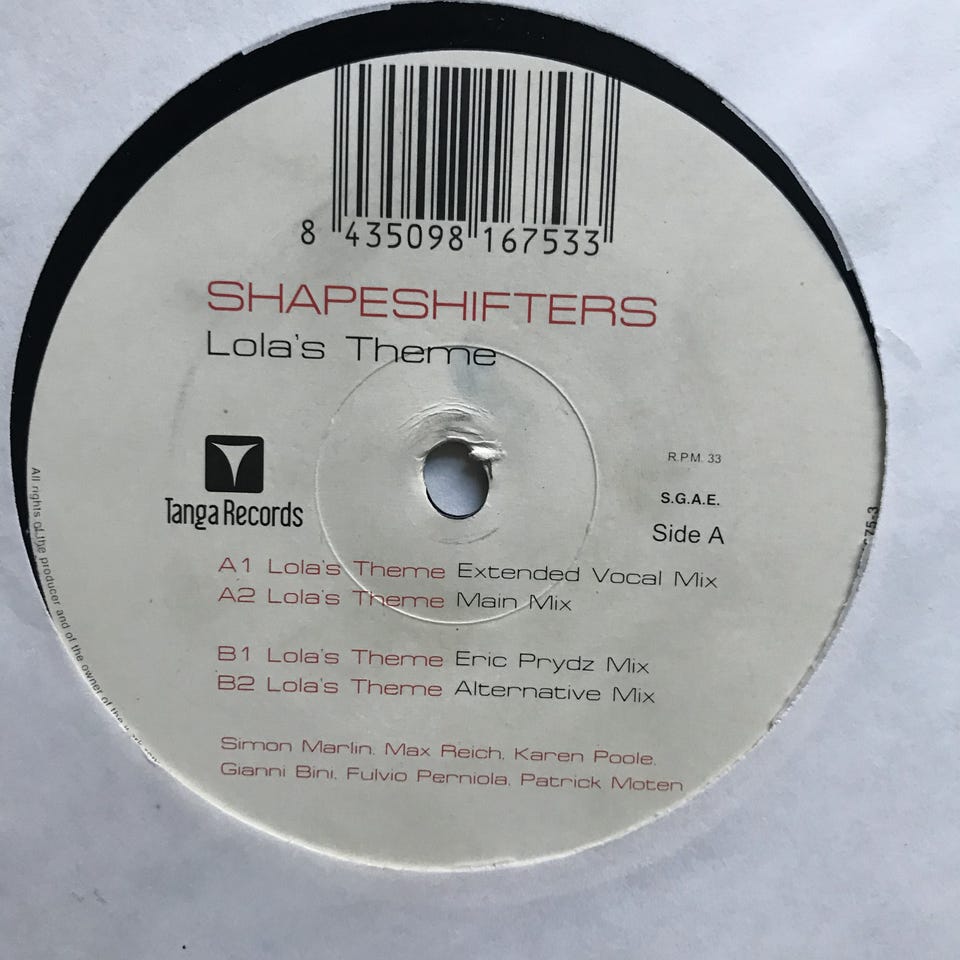 8 435098 167533
SHAPESHIFTERS
Lola's Theme
Tanga Records
R.P.M. 33
S.G.A.E.
Side A
A1 Lola's Theme Extended Vocal Mix
A2 Lola's Theme Main Mix
B1 Lola's Theme Eric Prydz Mix
B2 Lola's Theme Alternative Mix
Simon Marlin, Max Reich, Karen Poole,
Gianni Bini, Fulvio Perniola, Patrick Moten
All rights of the producer and of the owner of the
75-3